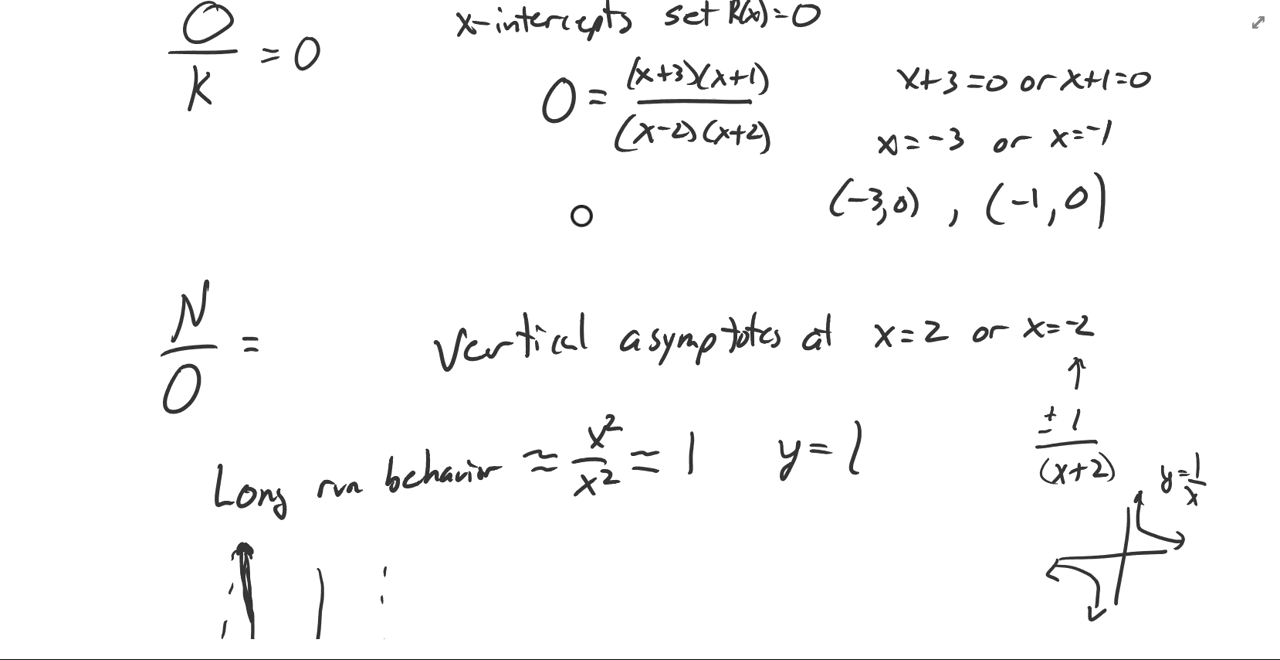 0/K = 0
x-intercepts set R(x)=0
0 = (x+3)(x+1)/(x-2)(x+2)
x+3=0 or x+1=0
x=-3 or x=-1
(-3,0) , (-1,0)
N/0 =
Vertical asymptotes at x=2 or x=-2
↑
± 1/(x+2)
Long run behavior ≈ x²/x² = 1 y=1
y=1/x